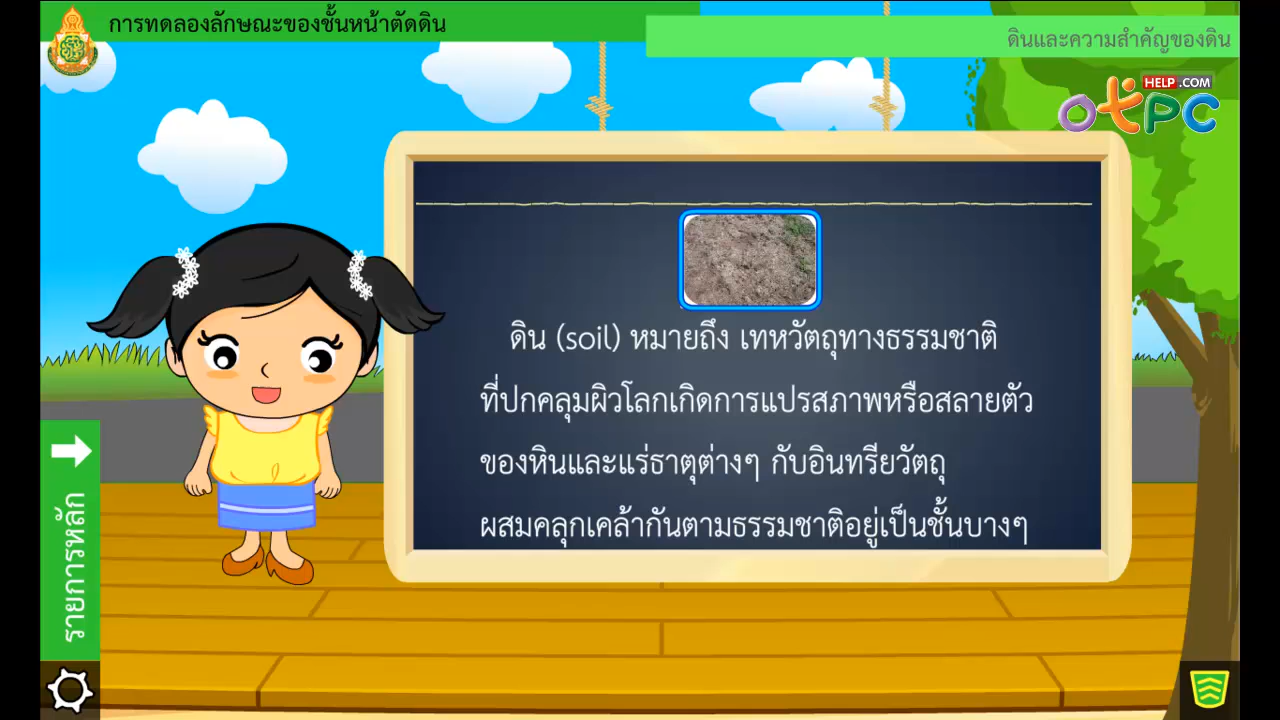 การทดลองลักษณะของชั้นหน้าตัดดิน
ดินและความสำคัญของดิน
HELP.COM
OTPC
ดิน (soil) หมายถึง เทหวัตถุทางธรรมชาติ
ที่ปกคลุมผิวโลกเกิดการแปรสภาพหรือสลายตัว
ของหินและแร่ธาตุต่างๆ กับอินทรียวัตถุ
ผสมคลุกเคล้ากันตามธรรมชาติอยู่เป็นชั้นบางๆ
รายการหลัก